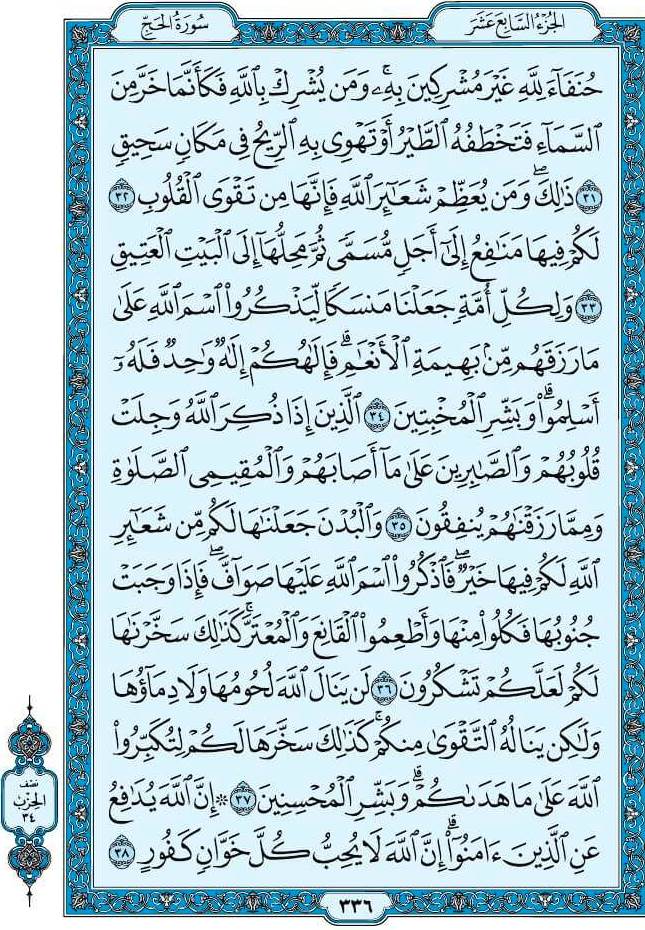 الجُزْءُ السَّابِعَ عَشَرَ
سُورَةُ الحَجِّ
حُنَفَآءَ لِلَّهِ غَيْرَ مُشْرِكِينَ بِهِۦۚ وَمَن يُشْرِكْ بِٱللَّهِ فَكَأَنَّمَا خَرَّ مِنَ
ٱلسَّمَآءِ فَتَخْطَفُهُ ٱلطَّيْرُ أَوْ تَهْوِى بِهِ ٱلرِّيحُ فِى مَكَانٍ سَحِيقٍ
٣١ ذَٰلِكَۖ وَمَن يُعَظِّمْ شَعَٰٓئِرَ ٱللَّهِ فَإِنَّهَا مِن تَقْوَى ٱلْقُلُوبِ ٣٢
لَكُمْ فِيهَا مَنَٰفِعُ إِلَىٰٓ أَجَلٍ مُّسَمًّى ثُمَّ مَحِلُّهَآ إِلَى ٱلْبَيْتِ ٱلْعَتِيقِ
٣٣ وَلِكُلِّ أُمَّةٍ جَعَلْنَا مَنسَكًا لِّيَذْكُرُوا۟ ٱسْمَ ٱللَّهِ عَلَىٰ
مَا رَزَقَهُم مِّنۢ بَهِيمَةِ ٱلْأَنْعَٰمِۗ فَإِلَٰهُكُمْ إِلَٰهٌ وَٰحِدٌ فَلَهُۥٓ
أَسْلِمُوا۟ۗ وَبَشِّرِ ٱلْمُخْبِتِينَ ٣٤ ٱلَّذِينَ إِذَا ذُكِرَ ٱللَّهُ وَجِلَتْ
قُلُوبُهُمْ وَٱلصَّٰبِرِينَ عَلَىٰ مَآ أَصَابَهُمْ وَٱلْمُقِيمِى ٱلصَّلَوٰةِ
وَمِمَّا رَزَقْنَٰهُمْ يُنفِقُونَ ٣٥ وَٱلْبُدْنَ جَعَلْنَٰهَا لَكُم مِّن شَعَٰٓئِرِ
ٱللَّهِ لَكُمْ فِيهَا خَيْرٌۖ فَٱذْكُرُوا۟ ٱسْمَ ٱللَّهِ عَلَيْهَا صَوَآفَّۖ فَإِذَا وَجَبَتْ
جُنُوبُهَا فَكُلُوا۟ مِنْهَا وَأَطْعِمُوا۟ ٱلْقَانِعَ وَٱلْمُعْتَرَّۚ كَذَٰلِكَ سَخَّرْنَٰهَا
لَكُمْ لَعَلَّكُمْ تَشْكُرُونَ ٣٦ لَن يَنَالَ ٱللَّهَ لُحُومُهَا وَلَا دِمَآؤُهَا
وَلَٰكِن يَنَالُهُ ٱلتَّقْوَىٰ مِنكُمْۚ كَذَٰلِكَ سَخَّرَهَا لَكُمْ لِتُكَبِّرُوا۟
ٱللَّهَ عَلَىٰ مَا هَدَىٰكُمْۗ وَبَشِّرِ ٱلْمُحْسِنِينَ ٣٧ ۞ إِنَّ ٱللَّهَ يُدَٰفِعُ
عَنِ ٱلَّذِينَ ءَامَنُوٓا۟ۗ إِنَّ ٱللَّهَ لَا يُحِبُّ كُلَّ خَوَّانٍ كَفُورٍ ٣٨
نصف
الحزب
٣٤
٣٣٦